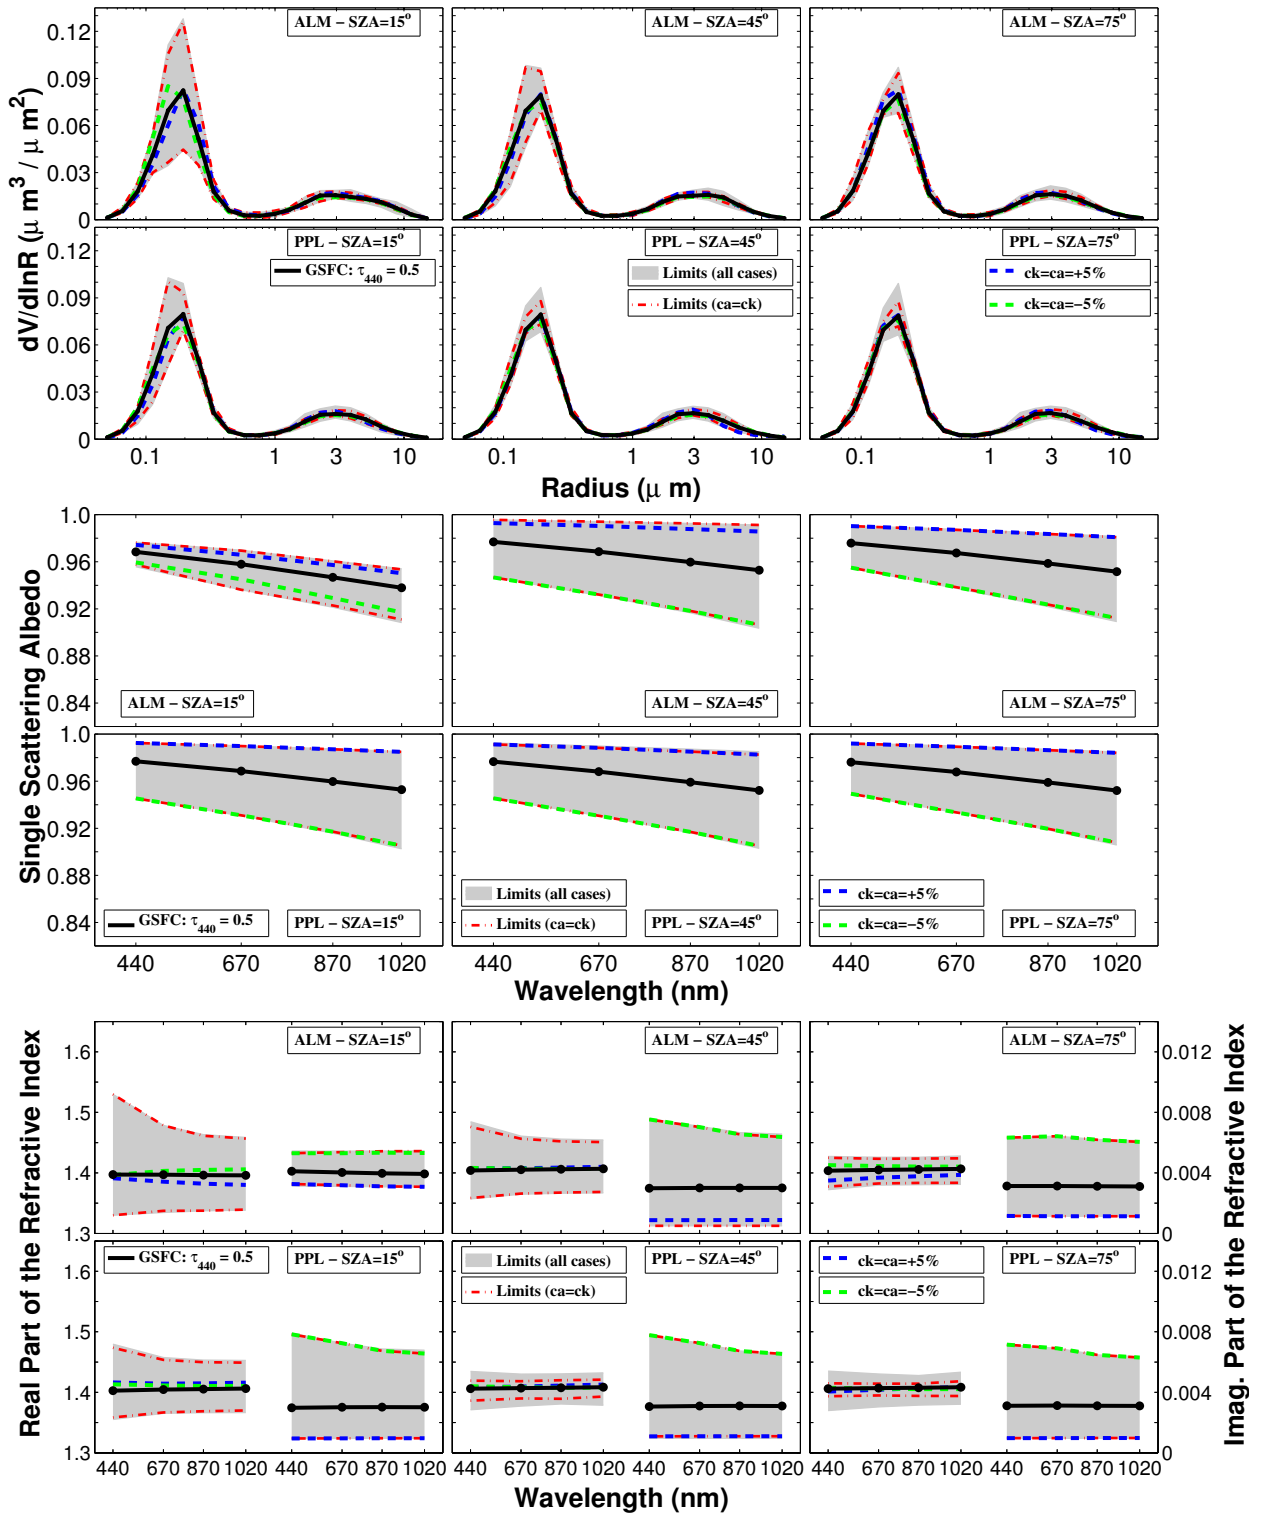 ALM − SZA=15°
ALM − SZA=45°
ALM − SZA=75°
0.12
0.09
0.06
0.03
0
dV/dlnR (μ m³ / μ m²)
PPL − SZA=15°
PPL − SZA=45°
PPL − SZA=75°
GSFC: τ440 = 0.5
Limits (all cases)
Limits (ca=ck)
ck=ca=+5%
ck=ca=−5%
0.12
0.09
0.06
0.03
0
0.1 1 3 10
0.1 1 3 10
0.1 1 3 10
Radius (μ m)
1.0
0.96
0.92
0.88
0.84
Single Scattering Albedo
ALM − SZA=15°
ALM − SZA=45°
ALM − SZA=75°
1.0
0.96
0.92
0.88
0.84
GSFC: τ440 = 0.5
PPL − SZA=15°
Limits (all cases)
Limits (ca=ck)
PPL − SZA=45°
ck=ca=+5%
ck=ca=−5%
PPL − SZA=75°
440 670 870 1020
440 670 870 1020
440 670 870 1020
Wavelength (nm)
Real Part of the Refractive Index
1.6
1.5
1.4
1.3
ALM − SZA=15°
ALM − SZA=45°
ALM − SZA=75°
0.012
0.008
0.004
0
Imag. Part of the Refractive Index
1.6
1.5
1.4
1.3
GSFC: τ440 = 0.5
PPL − SZA=15°
Limits (all cases)
Limits (ca=ck)
PPL − SZA=45°
ck=ca=+5%
ck=ca=−5%
PPL − SZA=75°
0.012
0.008
0.004
0
440 670 870 1020 440 670 870 1020
440 670 870 1020 440 670 870 1020
440 670 870 1020 440 670 870 1020
Wavelength (nm)